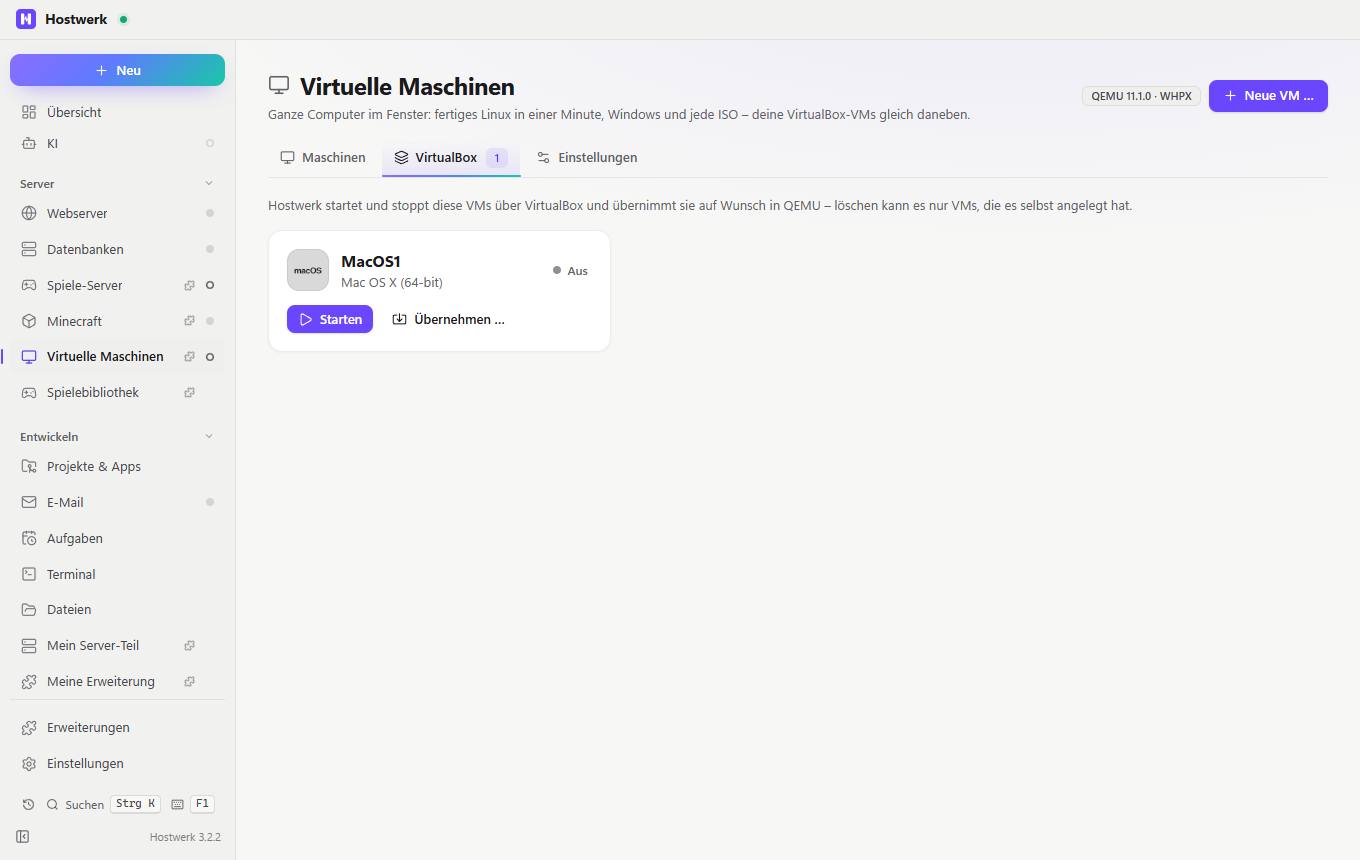 Hostwerk
Neu
Übersicht
KI
Server
Webserver
Datenbanken
Spiele-Server
Minecraft
Virtuelle Maschinen
Spielebibliothek
Entwickeln
Projekte & Apps
E-Mail
Aufgaben
Terminal
Dateien
Mein Server-Teil
Meine Erweiterung
Erweiterungen
Einstellungen
Suchen Strg K F1
Hostwerk 3.2.2
Virtuelle Maschinen
Ganze Computer im Fenster: fertiges Linux in einer Minute, Windows und jede ISO – deine VirtualBox-VMs gleich daneben.
QEMU 11.1.0 · WHPX
Neue VM ...
Maschinen VirtualBox 1 Einstellungen
Hostwerk startet und stoppt diese VMs über VirtualBox und übernimmt sie auf Wunsch in QEMU – löschen kann es nur VMs, die es selbst angelegt hat.
macOS
MacOS1
Mac OS X (64-bit)
Aus
Starten Übernehmen ...